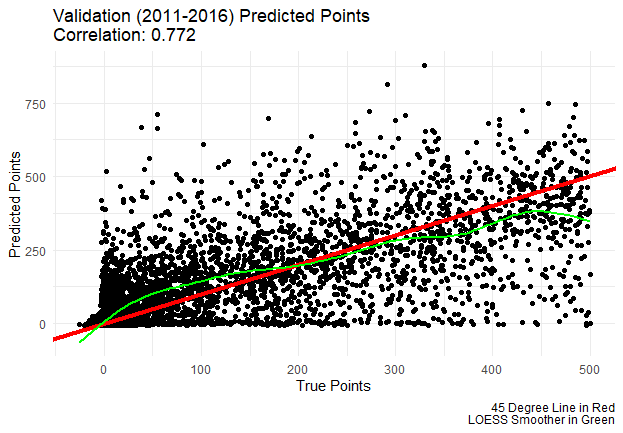 Validation (2011-2016) Predicted Points
Correlation: 0.772
Predicted Points
750
500
250
0
0 100 200 300 400 500
True Points
45 Degree Line in Red
LOESS Smoother in Green